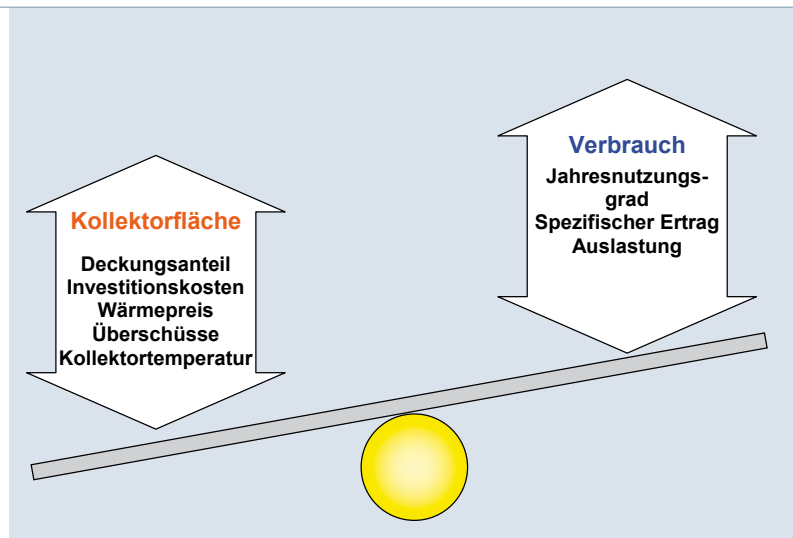 Kollektorfläche
Deckungsanteil
Investitionskosten
Wärmepreis
Überschüsse
Kollektortemperatur
Verbrauch
Jahresnutzungs-
grad
Spezifischer Ertrag
Auslastung